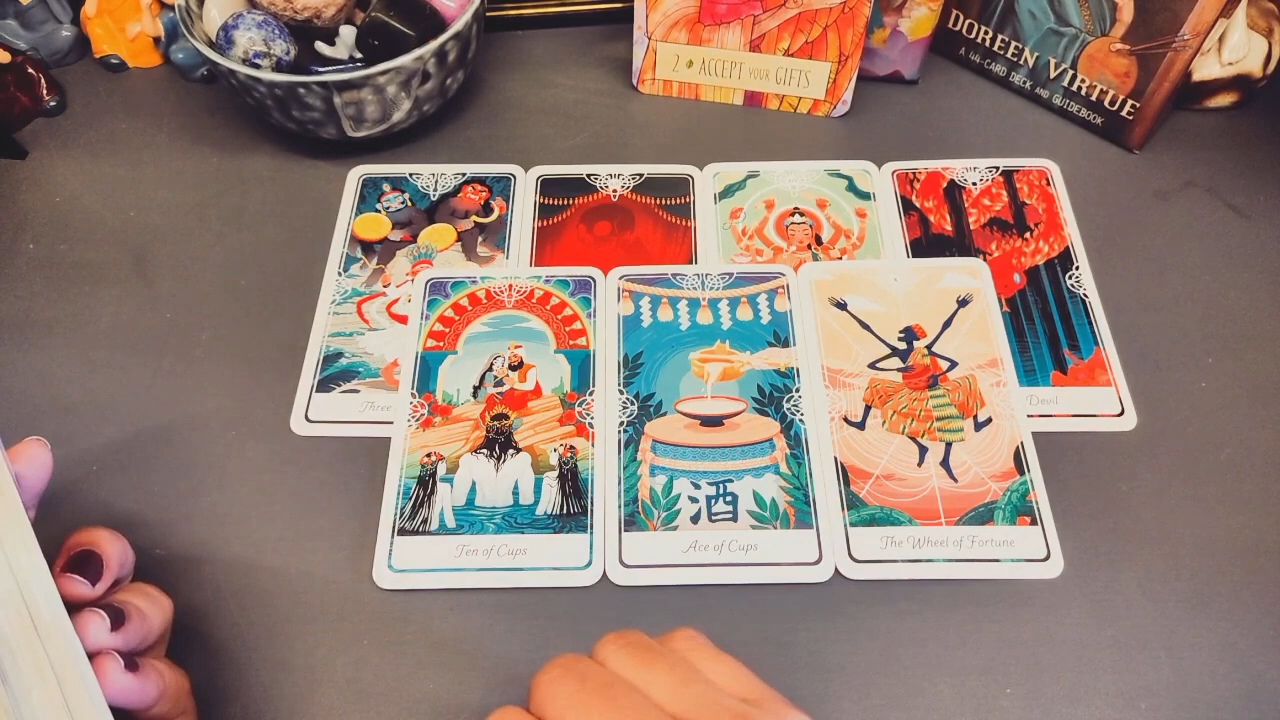 2 ACCEPT YOUR GIFTS
DOREEN VIRTUE
A 44-CARD DECK AND GUIDEBOOK
Three
Devil
Ten of Cups
酒
Ace of Cups
The Wheel of Fortune